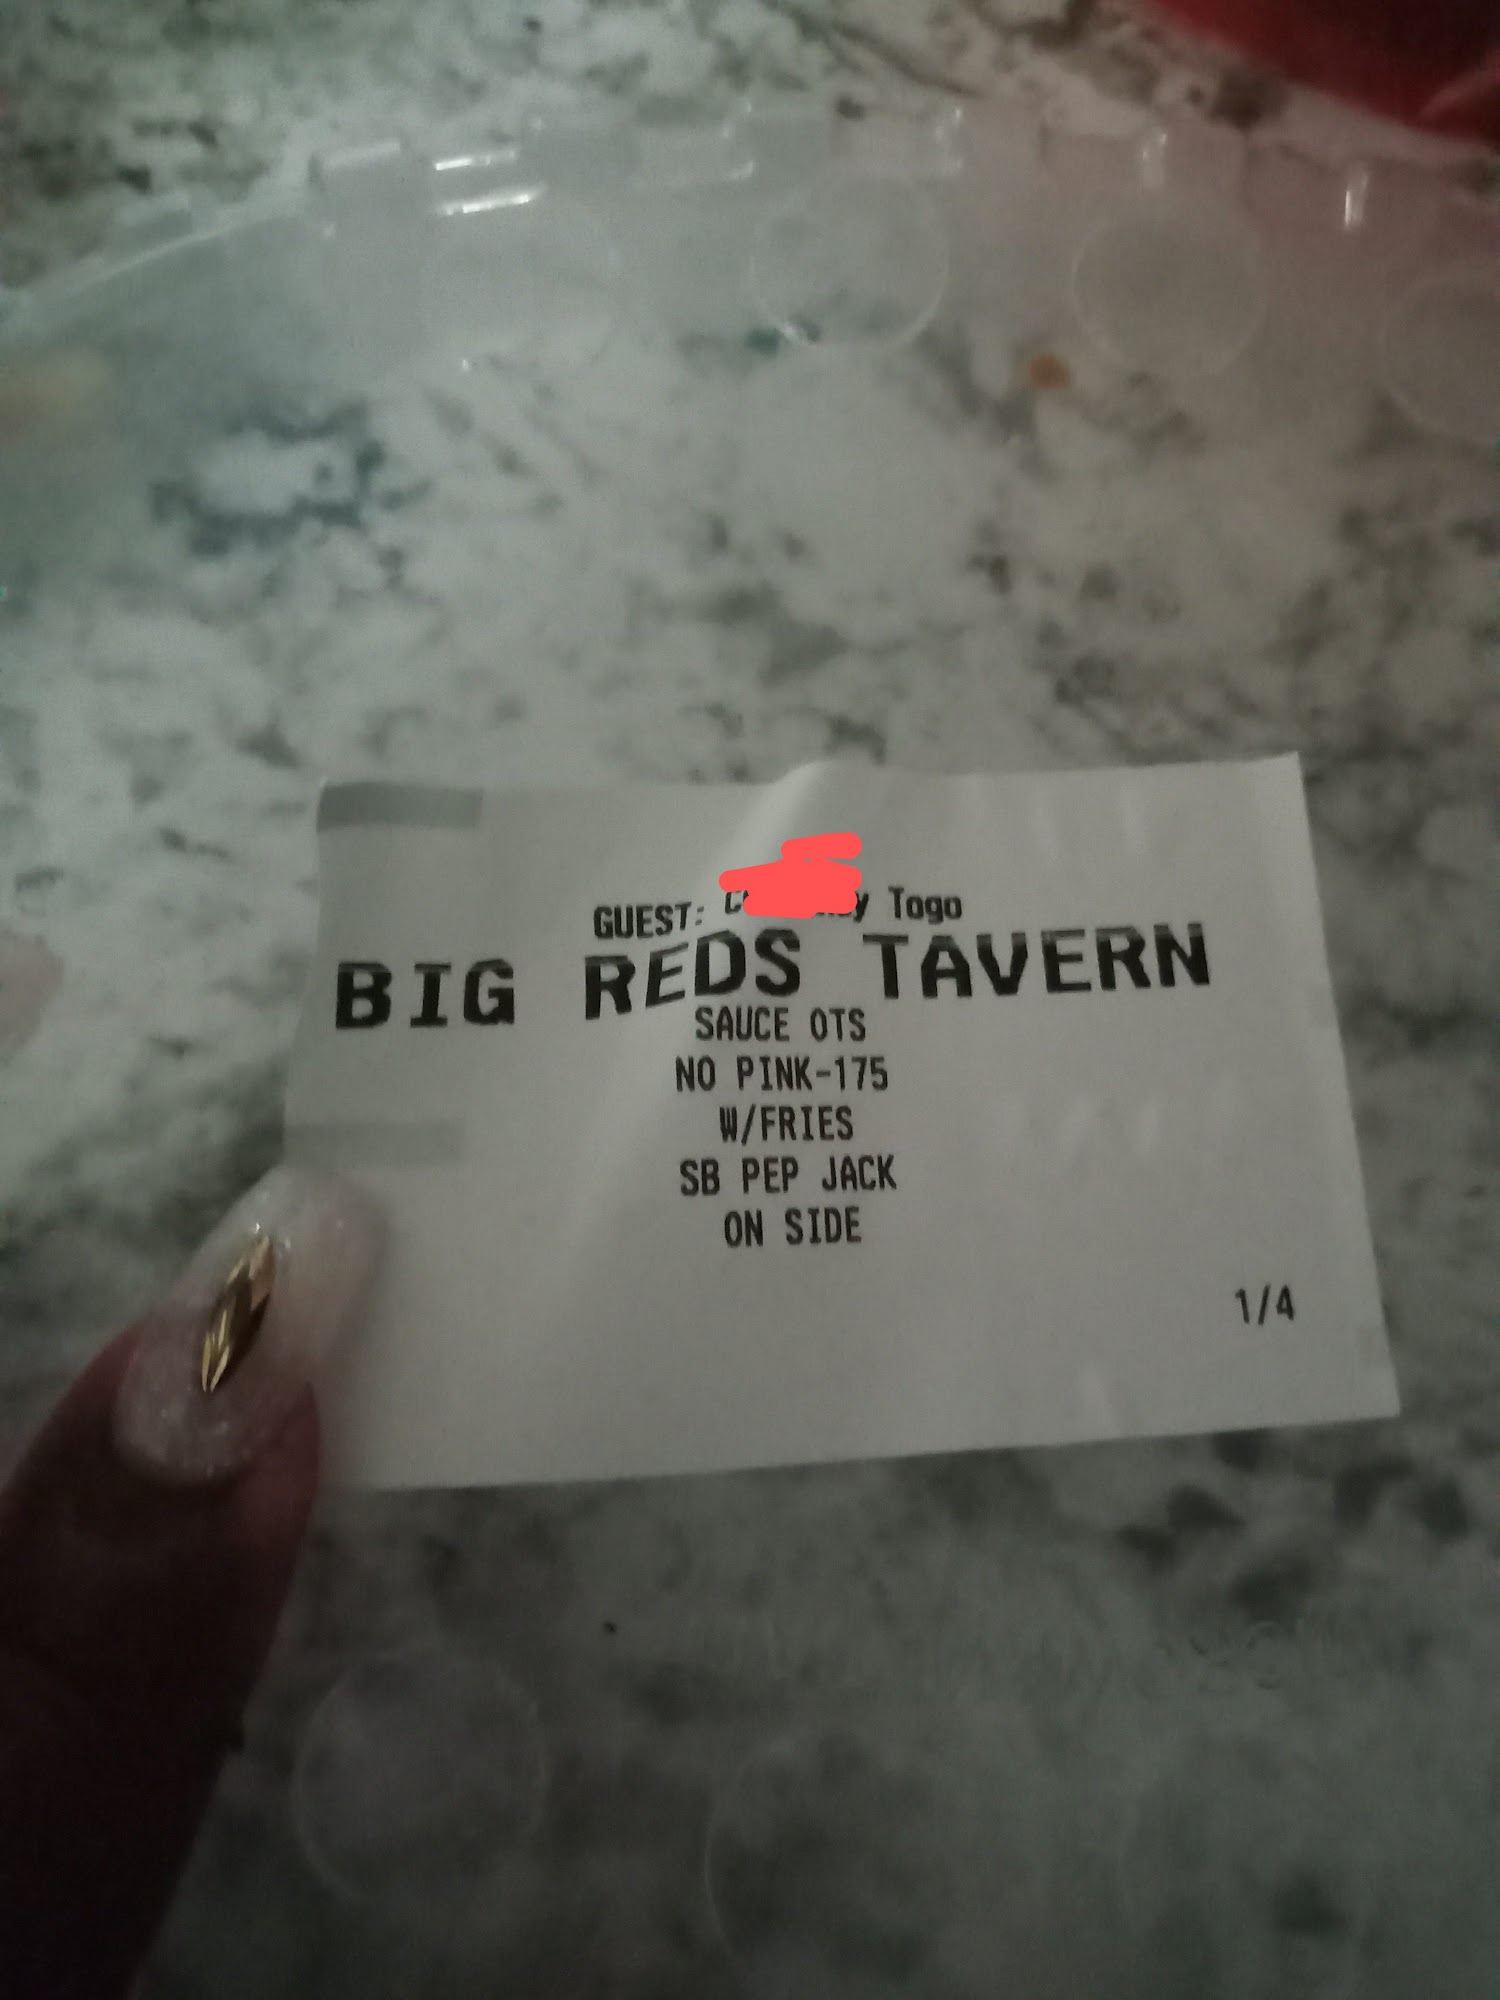 GUEST: Togo
BIG REDS TAVERN
SAUCE OTS
NO PINK-175
W/FRIES
SB PEP JACK
ON SIDE
1/4